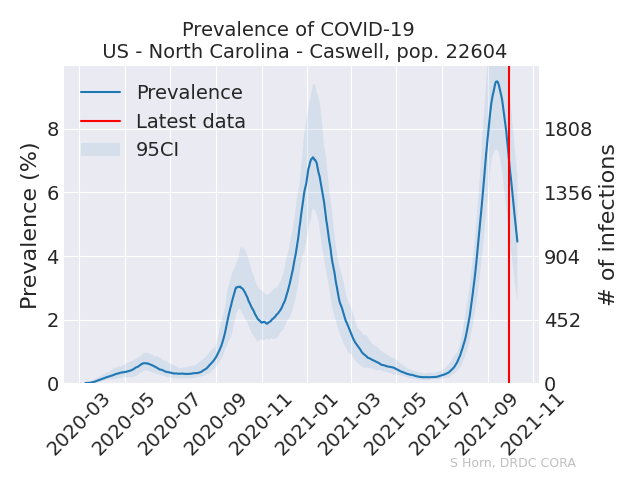 Prevalence of COVID-19
US - North Carolina - Caswell, pop. 22604
Prevalence
Latest data
95CI
Prevalence (%)
8
6
4
2
0
1808
1356
904
452
0
# of infections
2020-03
2020-05
2020-07
2020-09
2020-11
2021-01
2021-03
2021-05
2021-07
2021-09
2021-11
S Horn, DRDC CORA